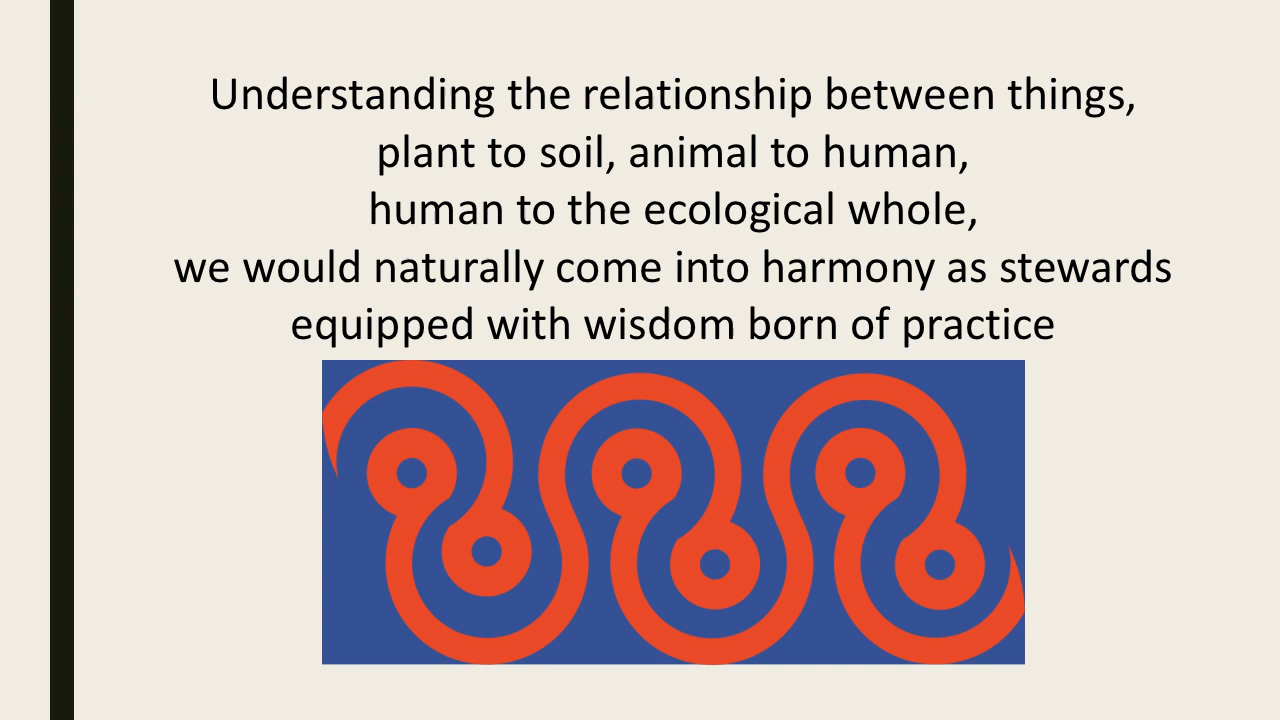 Understanding the relationship between things,
plant to soil, animal to human,
human to the ecological whole,
we would naturally come into harmony as stewards
equipped with wisdom born of practice